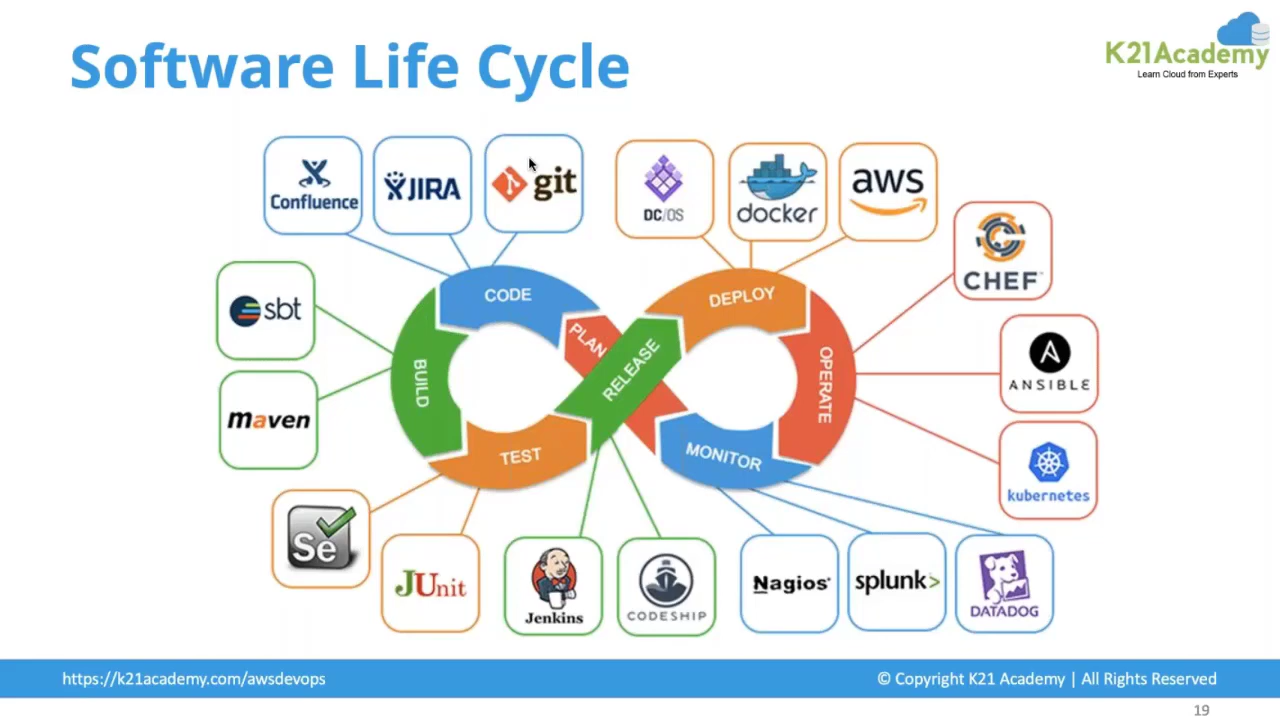 Software Life Cycle
K21Academy
Learn Cloud from Experts
Confluence
JIRA
git
DC/OS
docker
aws
CHEF
sbt
maven
ANSIBLE
kubernetes
CODE
PLAN
BUILD
TEST
RELEASE
DEPLOY
OPERATE
MONITOR
Se
JUnit
Jenkins
CODESHIP
Nagios®
splunk>
DATADOG
https://k21academy.com/awsdevops
© Copyright K21 Academy | All Rights Reserved
19